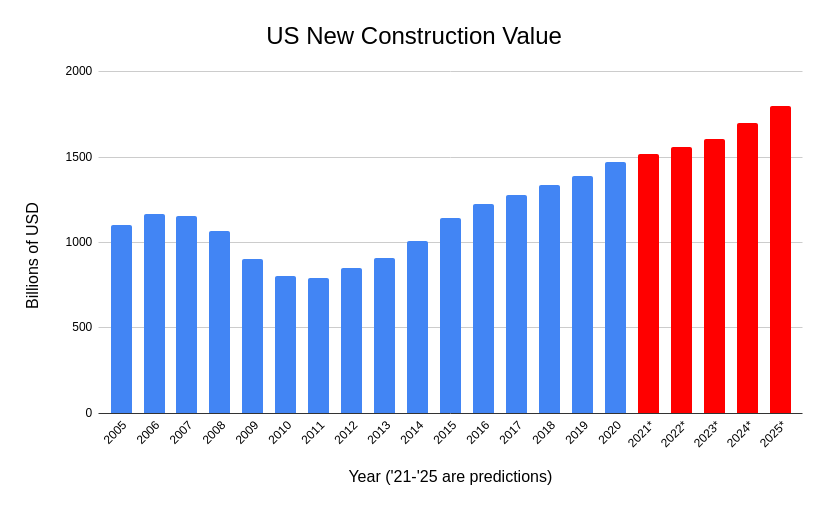 US New Construction Value
2000
1500
1000
500
0
Billions of USD
2005 2006 2007 2008 2009 2010 2011 2012 2013 2014 2015 2016 2017 2018 2019 2020 2021* 2022* 2023* 2024* 2025*
Year ('21-'25 are predictions)